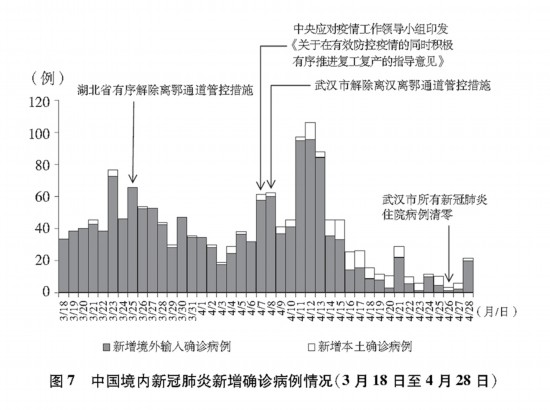 中央应对疫情工作领导小组印发
《关于在有效防控疫情的同时积极
有序推进复工复产的指导意见》
(例)
湖北省有序解除离鄂通道管控措施
武汉市解除离汉离鄂通道管控措施
武汉市所有新冠肺炎
住院病例清零
120
100
80
60
40
20
0
3/18 3/19 3/20 3/21 3/22 3/23 3/24 3/25 3/26 3/27 3/28 3/29 3/30 3/31 4/1 4/2 4/3 4/4 4/5 4/6 4/7 4/8 4/9 4/10 4/11 4/12 4/13 4/14 4/15 4/16 4/17 4/18 4/19 4/20 4/21 4/22 4/23 4/24 4/25 4/26 4/27 4/28 (月/日)
新增境外输入确诊病例 新增本土确诊病例
图7 中国境内新冠肺炎新增确诊病例情况(3月18日至4月28日)